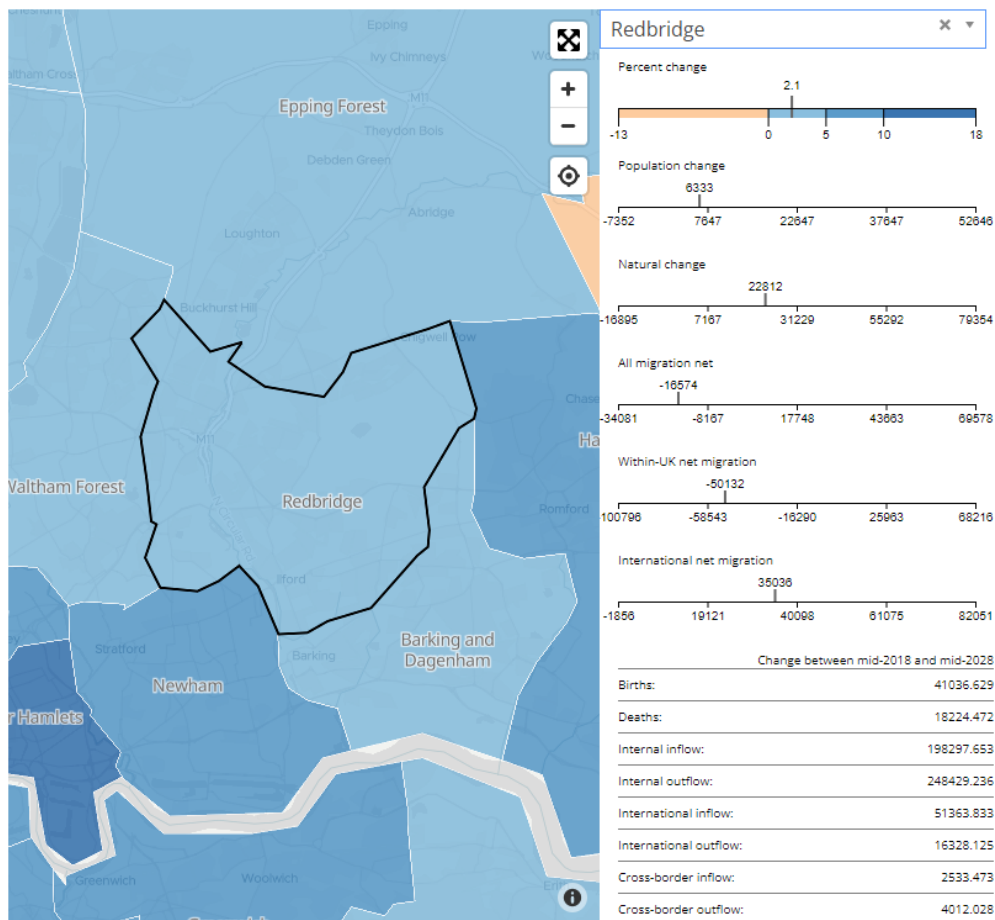 Epping
Ivy Chimneys
Epping Forest
M11
Theydon Bois
Debden Green
Abridge
Loughton
Buckhurst Hill
M11
Waltham Forest
Redbridge
Romford
Ilford
Barking and
Dagenham
Barking
Stratford
Newham
r Hamlets
Greenwich
Woolwich
+
−
Redbridge
Percent change
2.1
-13 0 5 10 18
Population change
6333
-7352 7647 22647 37647 52646
Natural change
22812
-16895 7167 31229 55292 79354
All migration net
-16574
-34081 -8167 17748 43663 69578
Within-UK net migration
-50132
-100796 -58543 -16290 25963 68216
International net migration
35036
-1856 19121 40098 61075 82051
Change between mid-2018 and mid-2028
Births: 41036.629
Deaths: 18224.472
Internal inflow: 198297.653
Internal outflow: 248429.236
International inflow: 51363.833
International outflow: 16328.125
Cross-border inflow: 2533.473
Cross-border outflow: 4012.028